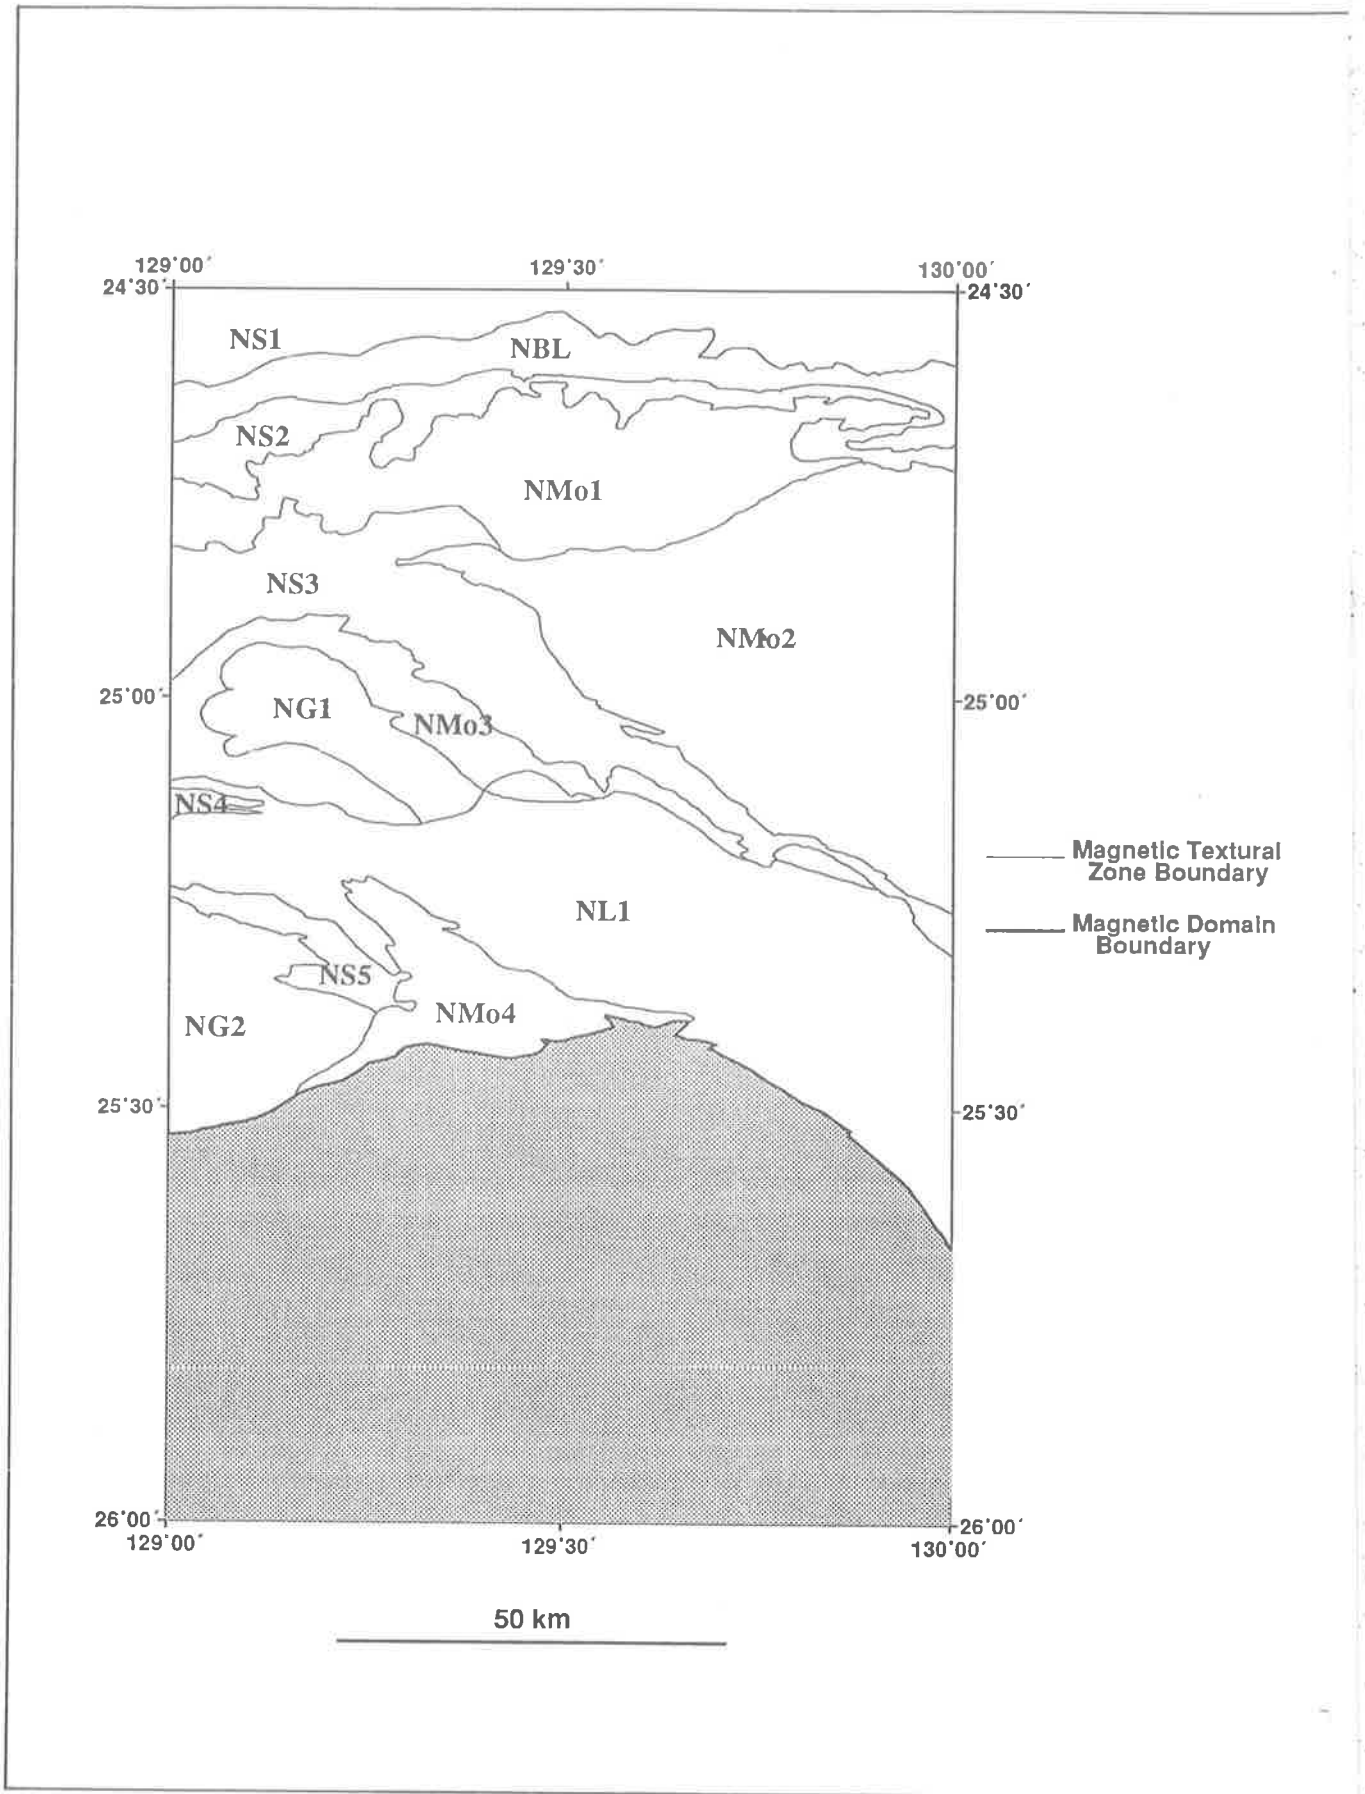 129°00′ 129°30′ 130°00′
24°30′ 24°30′
NS1
NBL
NS2
NMo1
NS3
NMo2
25°00′ 25°00′
NG1
NMo3
NS4
Magnetic Textural
Zone Boundary
NL1
Magnetic Domain
Boundary
NS5
NMo4
NG2
25°30′ 25°30′
26°00′ 26°00′
129°00′ 129°30′ 130°00′
50 km